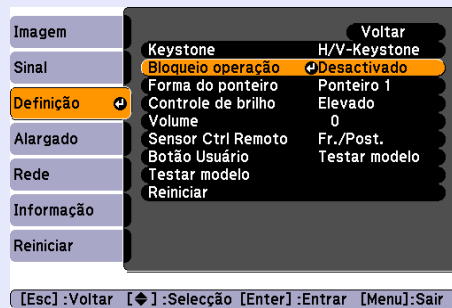 Imagem
Sinal
Definição
Alargado
Rede
Informação
Reiniciar
Voltar
Keystone H/V-Keystone
Bloqueio operação Desactivado
Forma do ponteiro Ponteiro 1
Controle de brilho Elevado
Volume 0
Sensor Ctrl Remoto Fr./Post.
Botão Usuário Testar modelo
Testar modelo
Reiniciar
[Esc] :Voltar [◆] :Selecção [Enter] :Entrar [Menu]:Sair